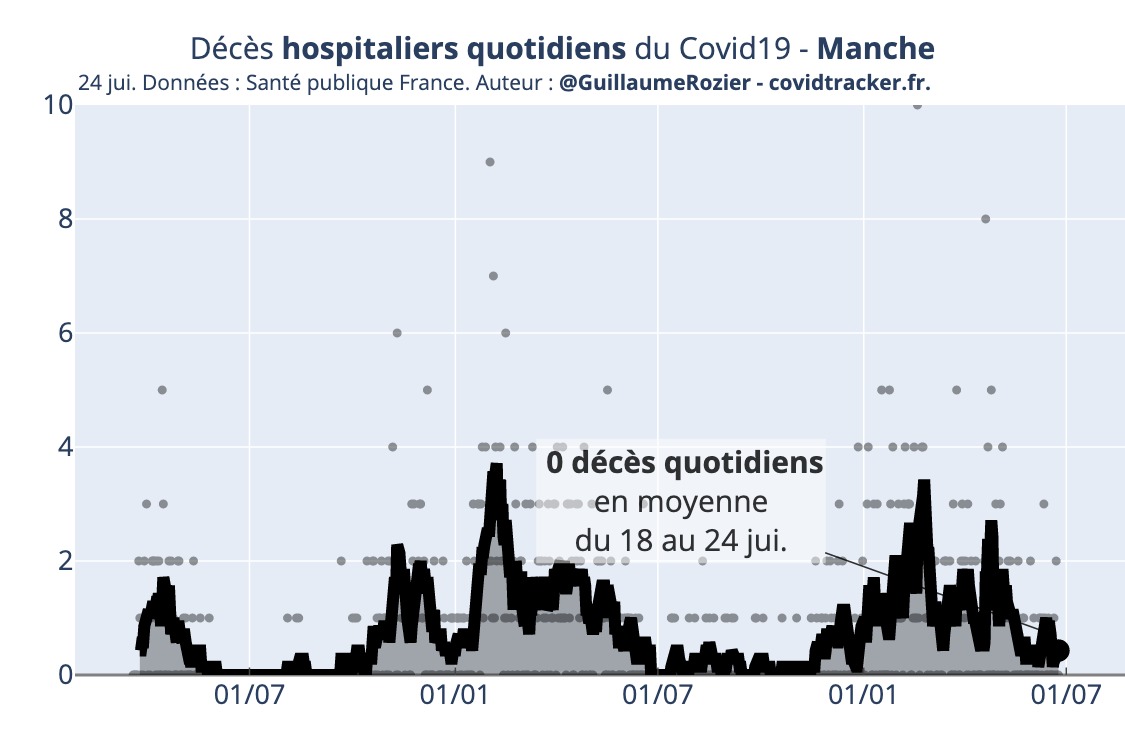 Décès hospitaliers quotidiens du Covid19 - Manche
24 jui. Données : Santé publique France. Auteur : @GuillaumeRozier - covidtracker.fr.
10
8
6
4
2
0
0 décès quotidiens
en moyenne
du 18 au 24 jui.
01/07 01/01 01/07 01/01 01/07